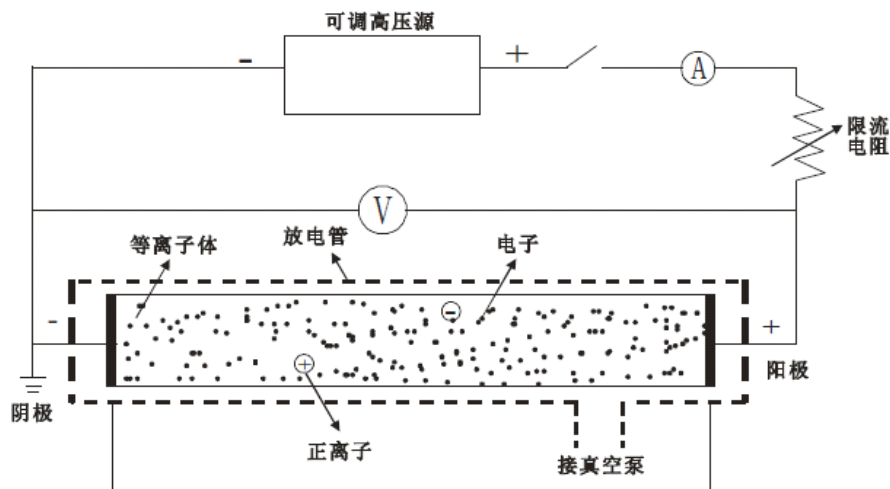 可调高压源
-
+
A
限流
电阻
V
等离子体
放电管
电子
-
-
+
+
阳极
阴极
正离子
接真空泵